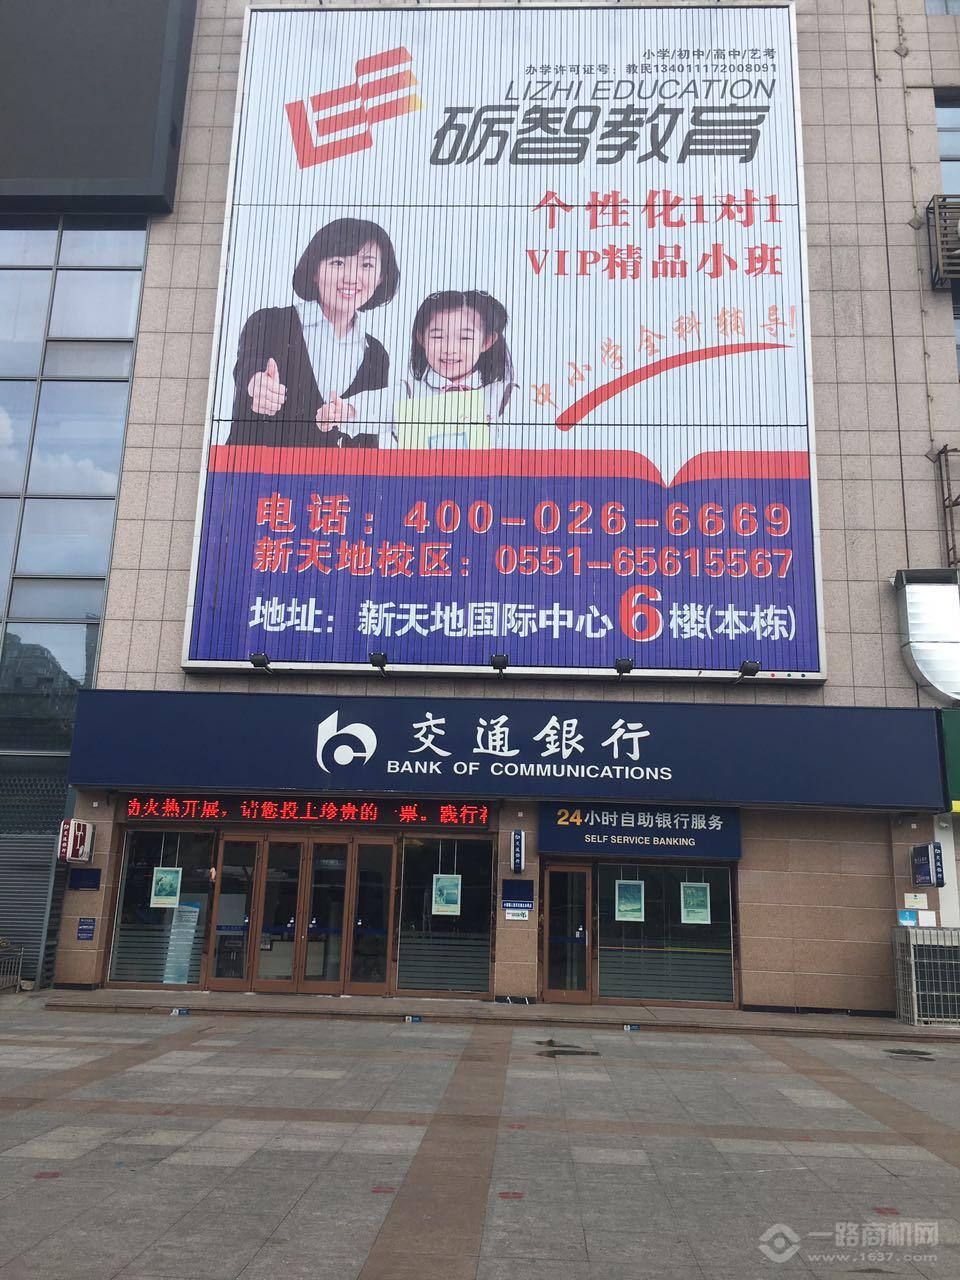 小学/初中/高中/艺考
办学许可证号：教民134011172008091
LIZHI EDUCATION
砺智教育
个性化1对1
VIP精品小班
中小学全科辅导!
电话：400-026-6669
新天地校区：0551-65615567
地址：新天地国际中心6楼(本栋)
交通銀行
BANK OF COMMUNICATIONS
动火热开展，请您投上珍贵的一票。践行社
24小时自助银行服务
SELF SERVICE BANKING
一路商机网
www.1637.com